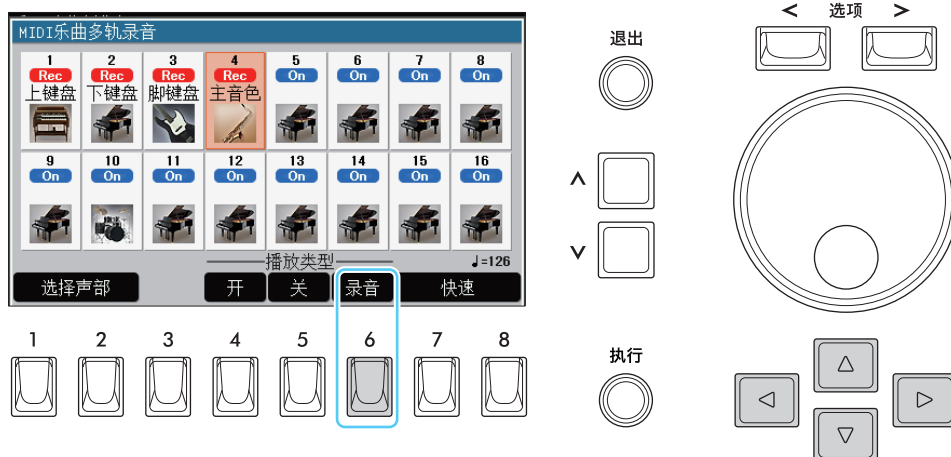 MIDI乐曲多轨录音
1 2 3 4 5 6 7 8
Rec Rec Rec Rec On On On On
上键盘 下键盘 脚键盘 主音色
9 10 11 12 13 14 15 16
On On On On On On On On
播放类型 ♩=126
选择声部 开 关 录音 快速
1 2 3 4 5 6 7 8
退出
∧
∨
执行
< 选项 >